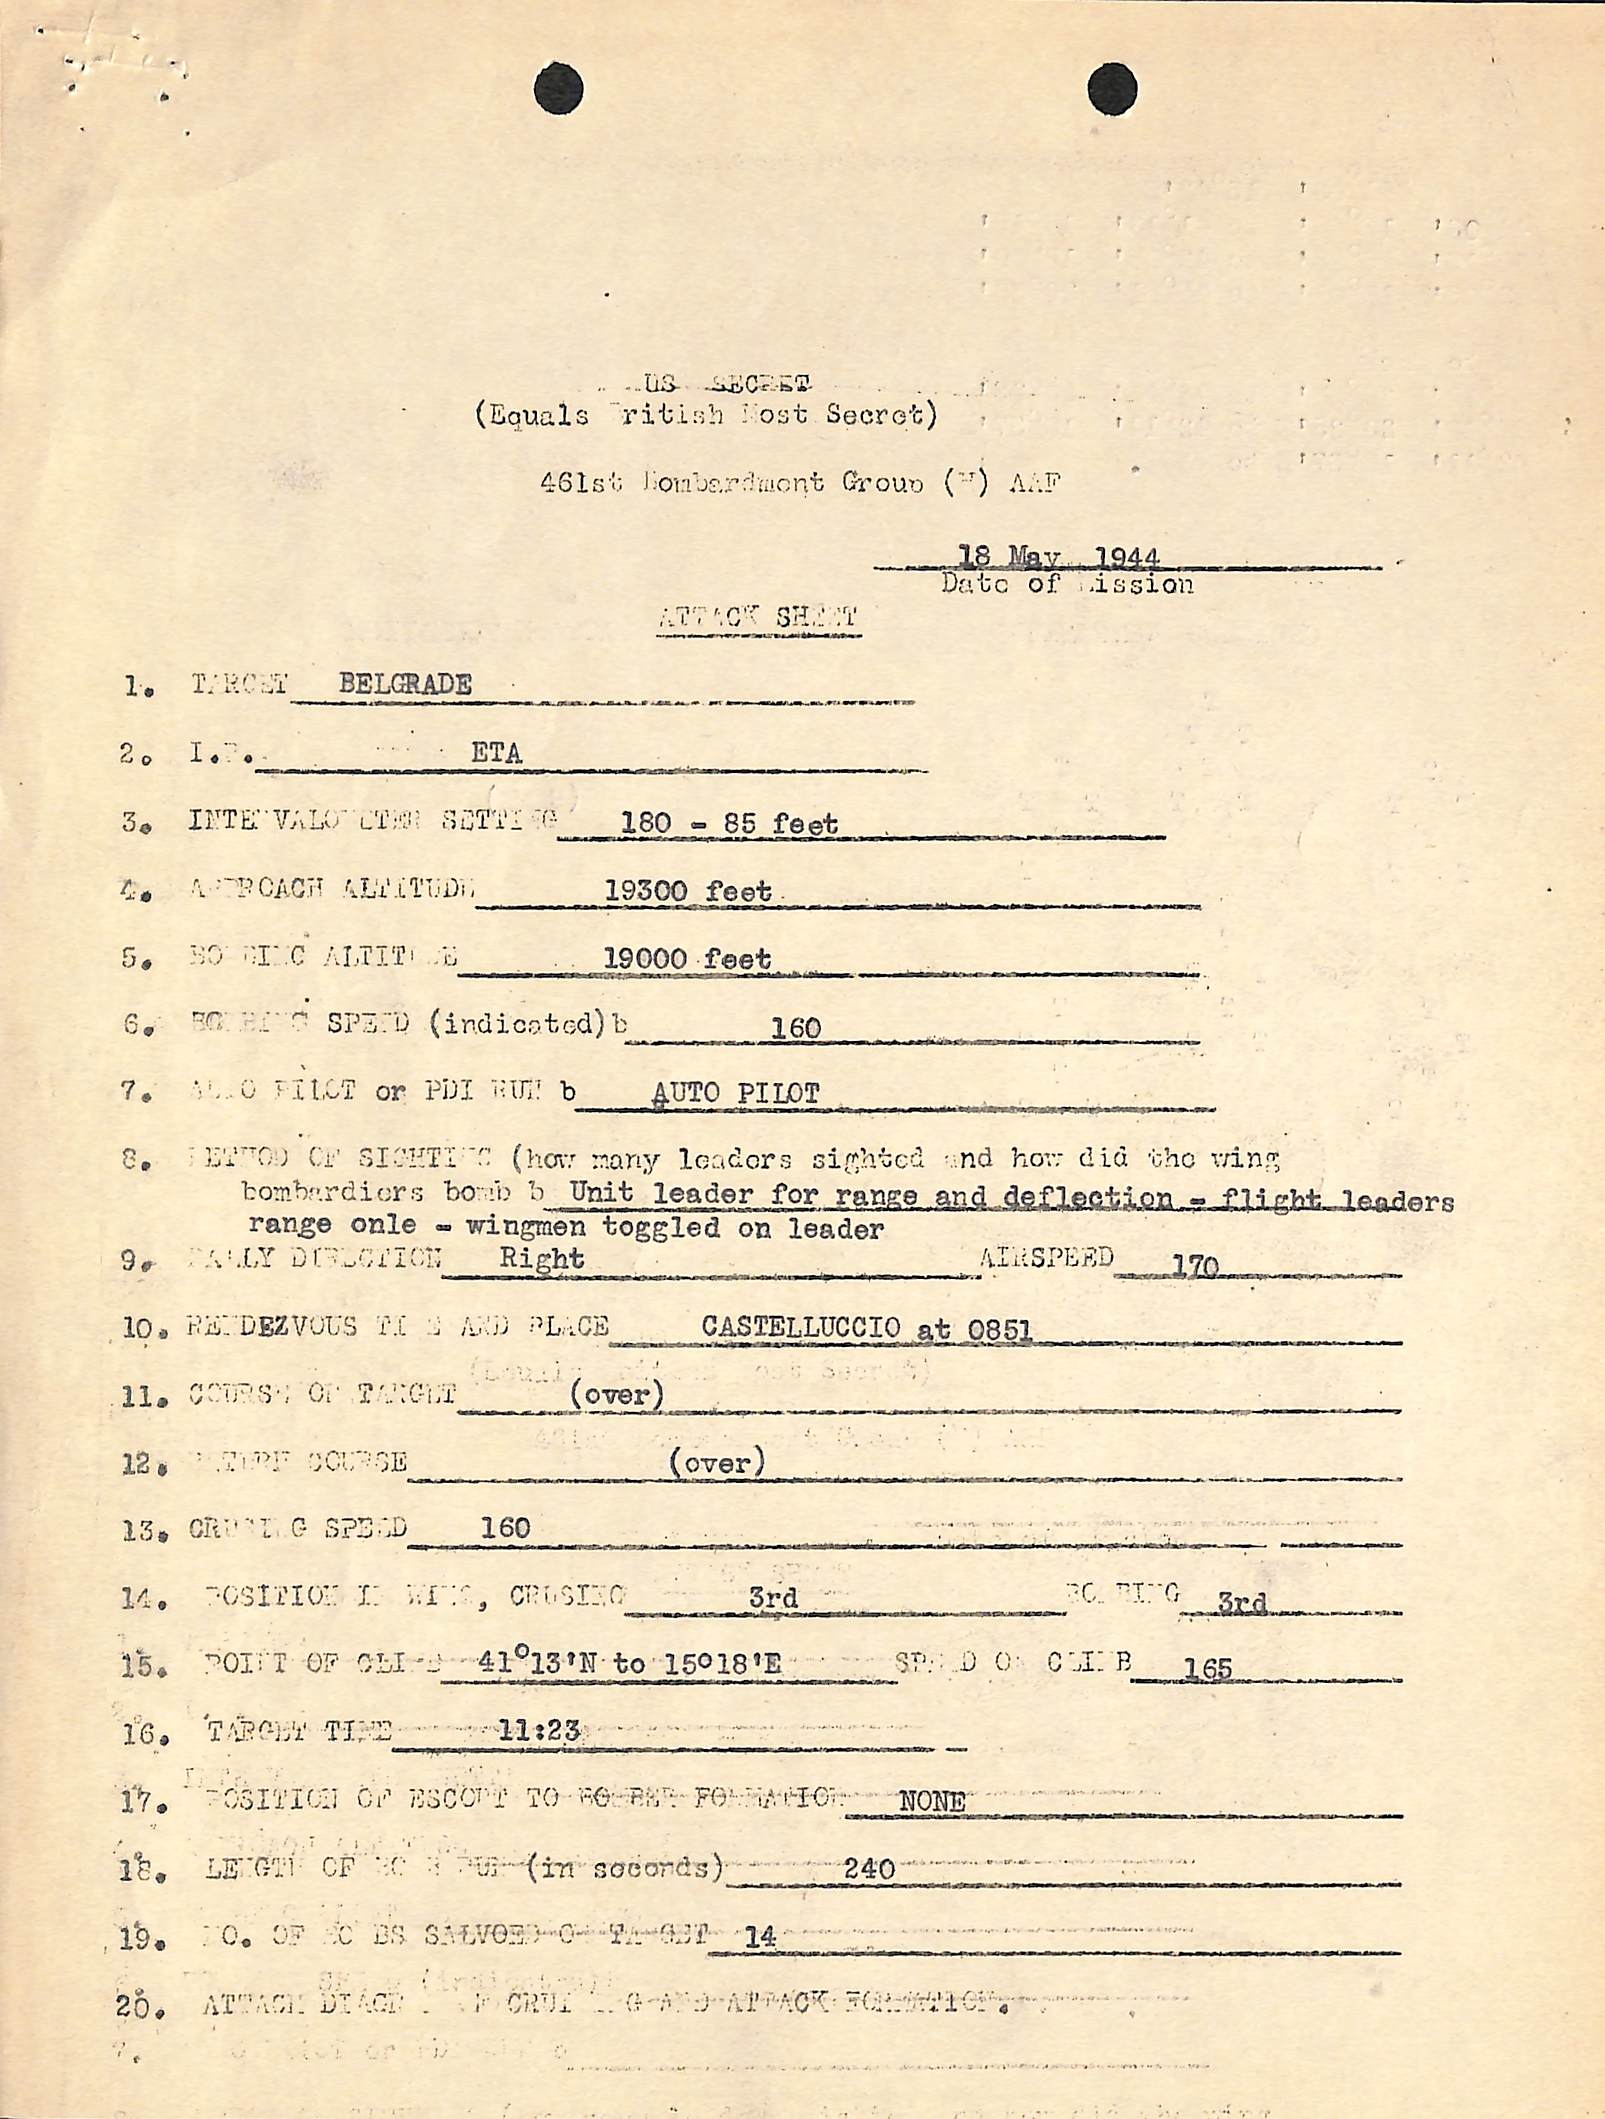 US SECRET
(Equals British Most Secret)
461st Bombardment Group (H) AAF
18 May 1944
Date of Mission
ATTACK SHEET
1. TARGET BELGRADE
2. I.P. ETA
3. INTERVALOMETER SETTING 180 - 85 feet
4. APPROACH ALTITUDE 19300 feet
5. BOMBING ALTITUDE 19000 feet
6. BOMBING SPEED (indicated)b 160
7. AUTO PILOT or PDI RUN b AUTO PILOT
8. METHOD OF SIGHTING (how many leaders sighted and how did the wing
bombardiers bomb b Unit leader for range and deflection - flight leaders
range onle - wingmen toggled on leader
9. RALLY DIRECTION Right AIRSPEED 170
10. RENDEZVOUS TIME AND PLACE CASTELLUCCIO at 0851
11. COURSE OF TARGET (over)
12. RETURN COURSE (over)
13. CRUSING SPEED 160
14. POSITION IN WING, CRUSING 3rd BOMBING 3rd
15. POINT OF CLIMB 41°13'N to 15°18'E SPEED ON CLIMB 165
16. TARGET TIME 11:23
17. POSITION OF ESCORT TO BOMBER FORMATION NONE
18. LENGTH OF BOMB RUN (in seconds) 240
19. NO. OF BOMBS SALVOED ON TARGET 14
20. ATTACH DIAGRAM CRUISING AND ATTACK FORMATION.